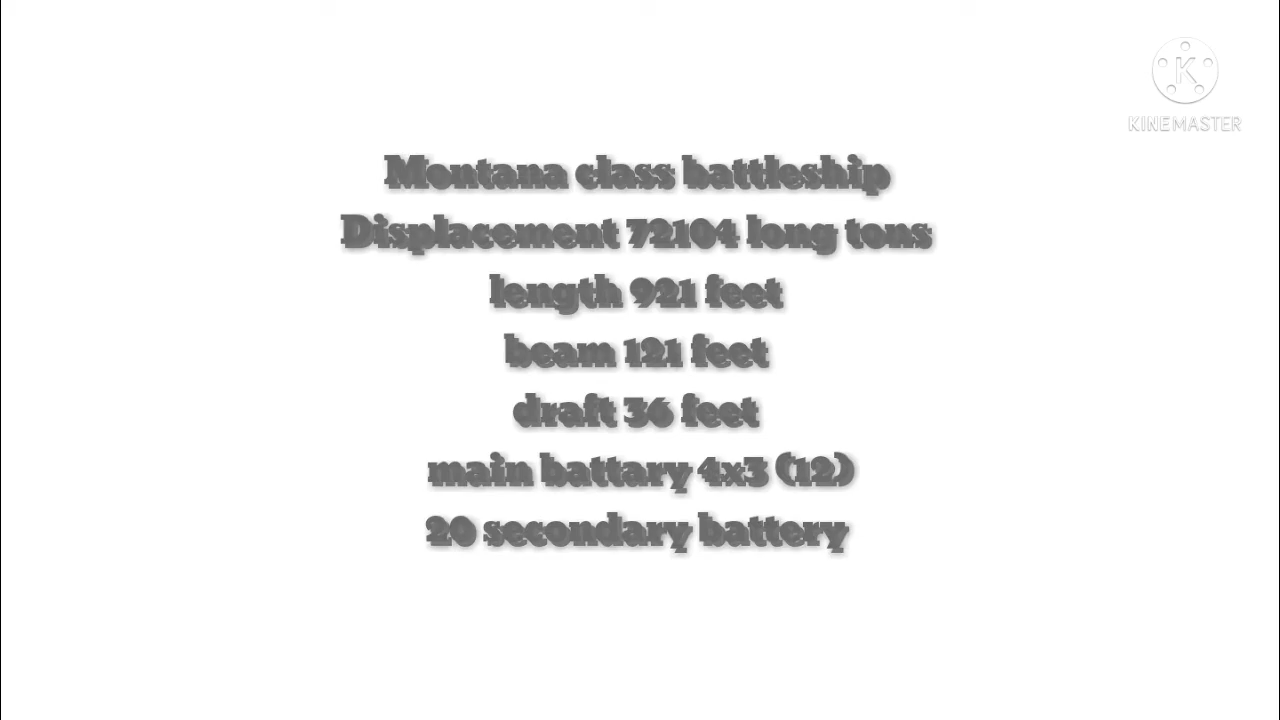 KINEMASTER
Montana class battleship
Displacement 72104 long tons
length 921 feet
beam 121 feet
draft 36 feet
main battary 4x3 (12)
20 secondary battery